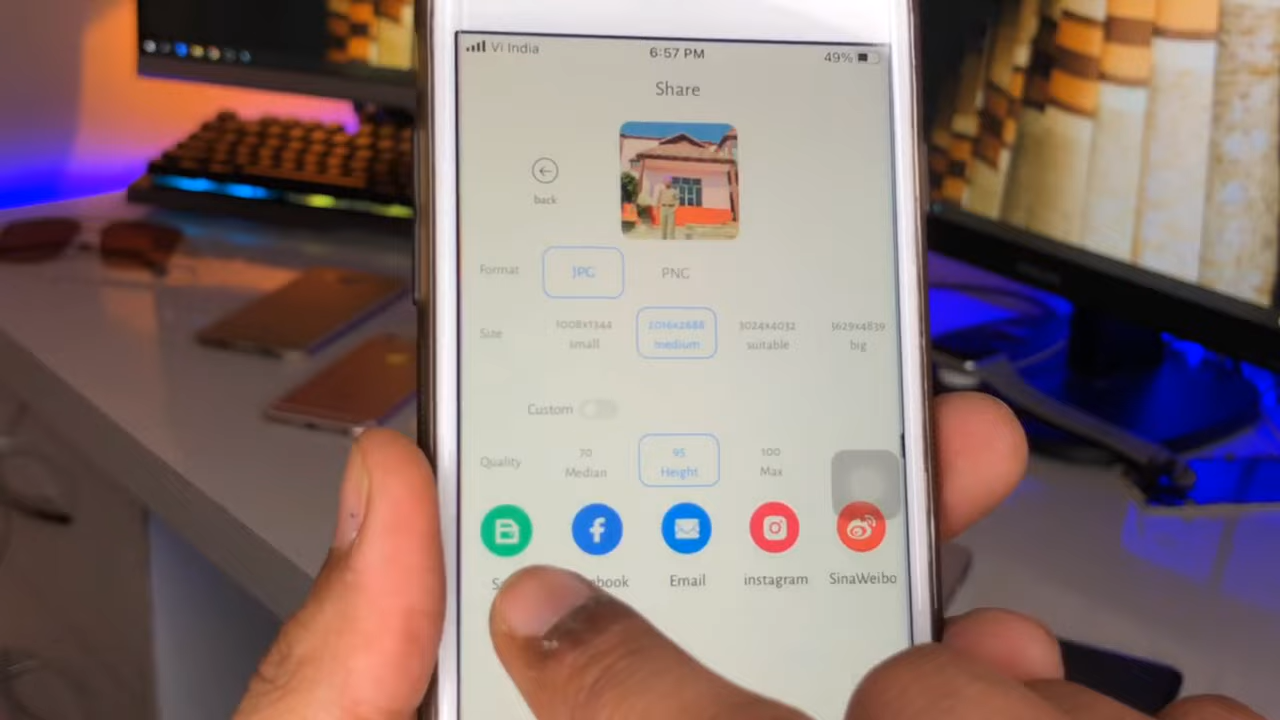 Vi India 6:57 PM 49%
Share
back
Format JPG PNG
Size 1008x1344 2016x2688 3024x4032 3629x4839
small medium suitable big
Custom
Quality 70 95 100
Median Height Max
Email instagram SinaWeibo